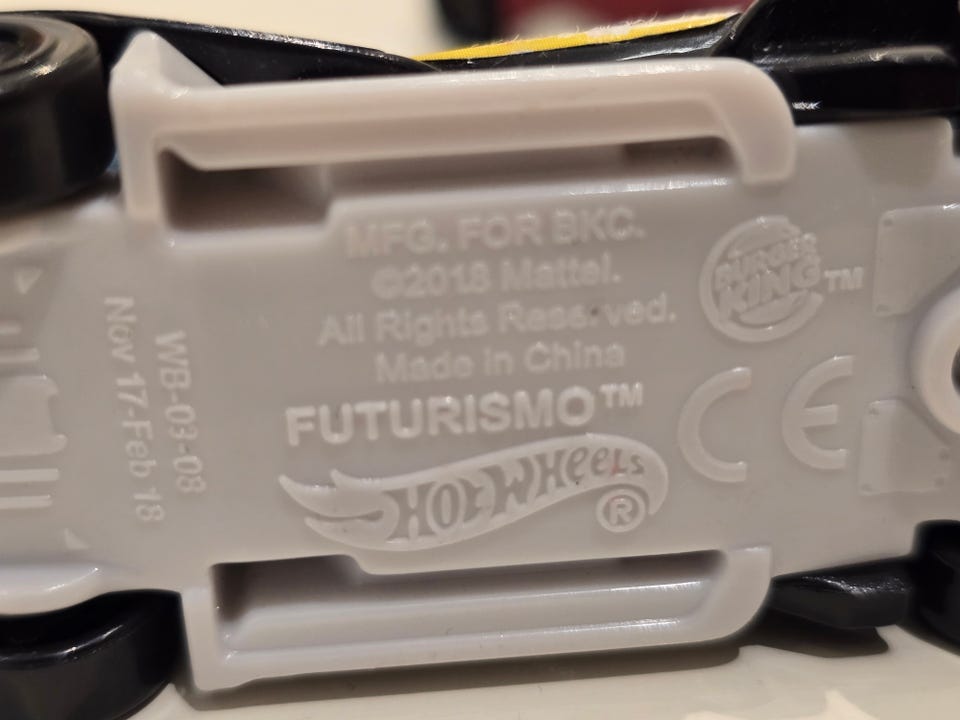 MFG. FOR BKC.
©2018 Mattel.
All Rights Reserved.
Made in China
FUTURISMO™
HOT WHEELS
®
BURGER
KING™
CE
WB-03-08
Nov 17-Feb 18